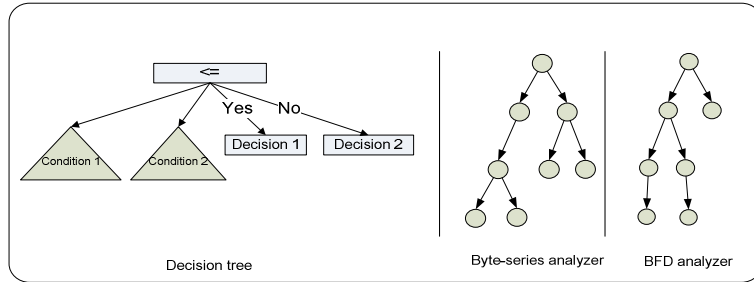 <=
Yes No
Condition 1
Condition 2
Decision 1
Decision 2
Decision tree
Byte-series analyzer
BFD analyzer